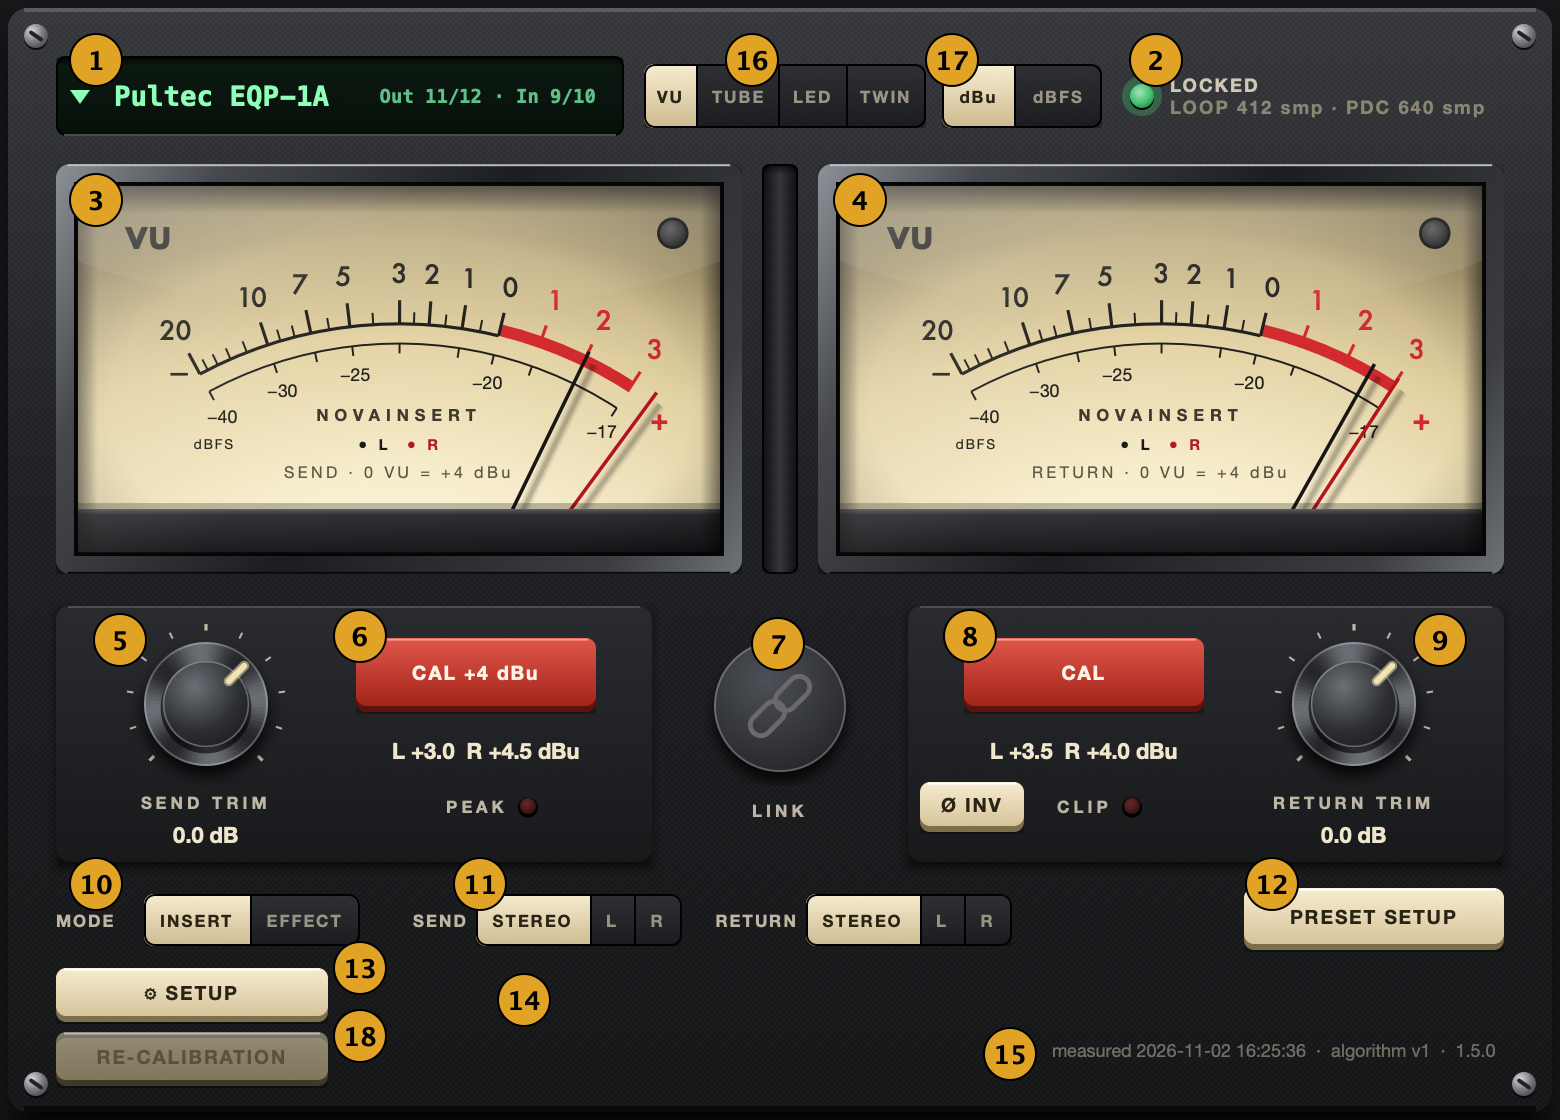 1 16 17 2
Pultec EQP-1A Out 11/12 · In 9/10
VU TUBE LED TWIN
dBu dBFS
LOCKED
LOOP 412 smp · PDC 640 smp
3
VU
20 10 7 5 3 2 1 0 1 2 3
− +
-40 -30 -25 -20 -17
dBFS
NOVAINSERT
• L • R
SEND · 0 VU = +4 dBu
4
VU
20 10 7 5 3 2 1 0 1 2 3
− +
-40 -30 -25 -20 -17
dBFS
NOVAINSERT
• L • R
RETURN · 0 VU = +4 dBu
5
SEND TRIM
0.0 dB
6
CAL +4 dBu
L +3.0 R +4.5 dBu
PEAK
7
LINK
8
CAL
L +3.5 R +4.0 dBu
Ø INV CLIP
9
RETURN TRIM
0.0 dB
10 11 12
MODE INSERT EFFECT
SEND STEREO L R
RETURN STEREO L R
PRESET SETUP
13
⚙ SETUP
14
18
RE-CALIBRATION
15
measured 2026-11-02 16:25:36 · algorithm v1 · 1.5.0